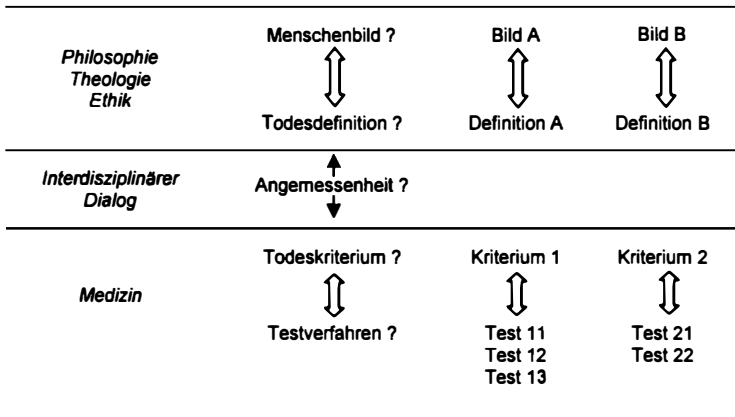 Philosophie
Theologie
Ethik
Menschenbild ?
Bild A
Bild B
Todesdefinition ?
Definition A
Definition B
Interdisziplinärer
Dialog
Angemessenheit ?
Medizin
Todeskriterium ?
Kriterium 1
Kriterium 2
Testverfahren ?
Test 11
Test 12
Test 13
Test 21
Test 22